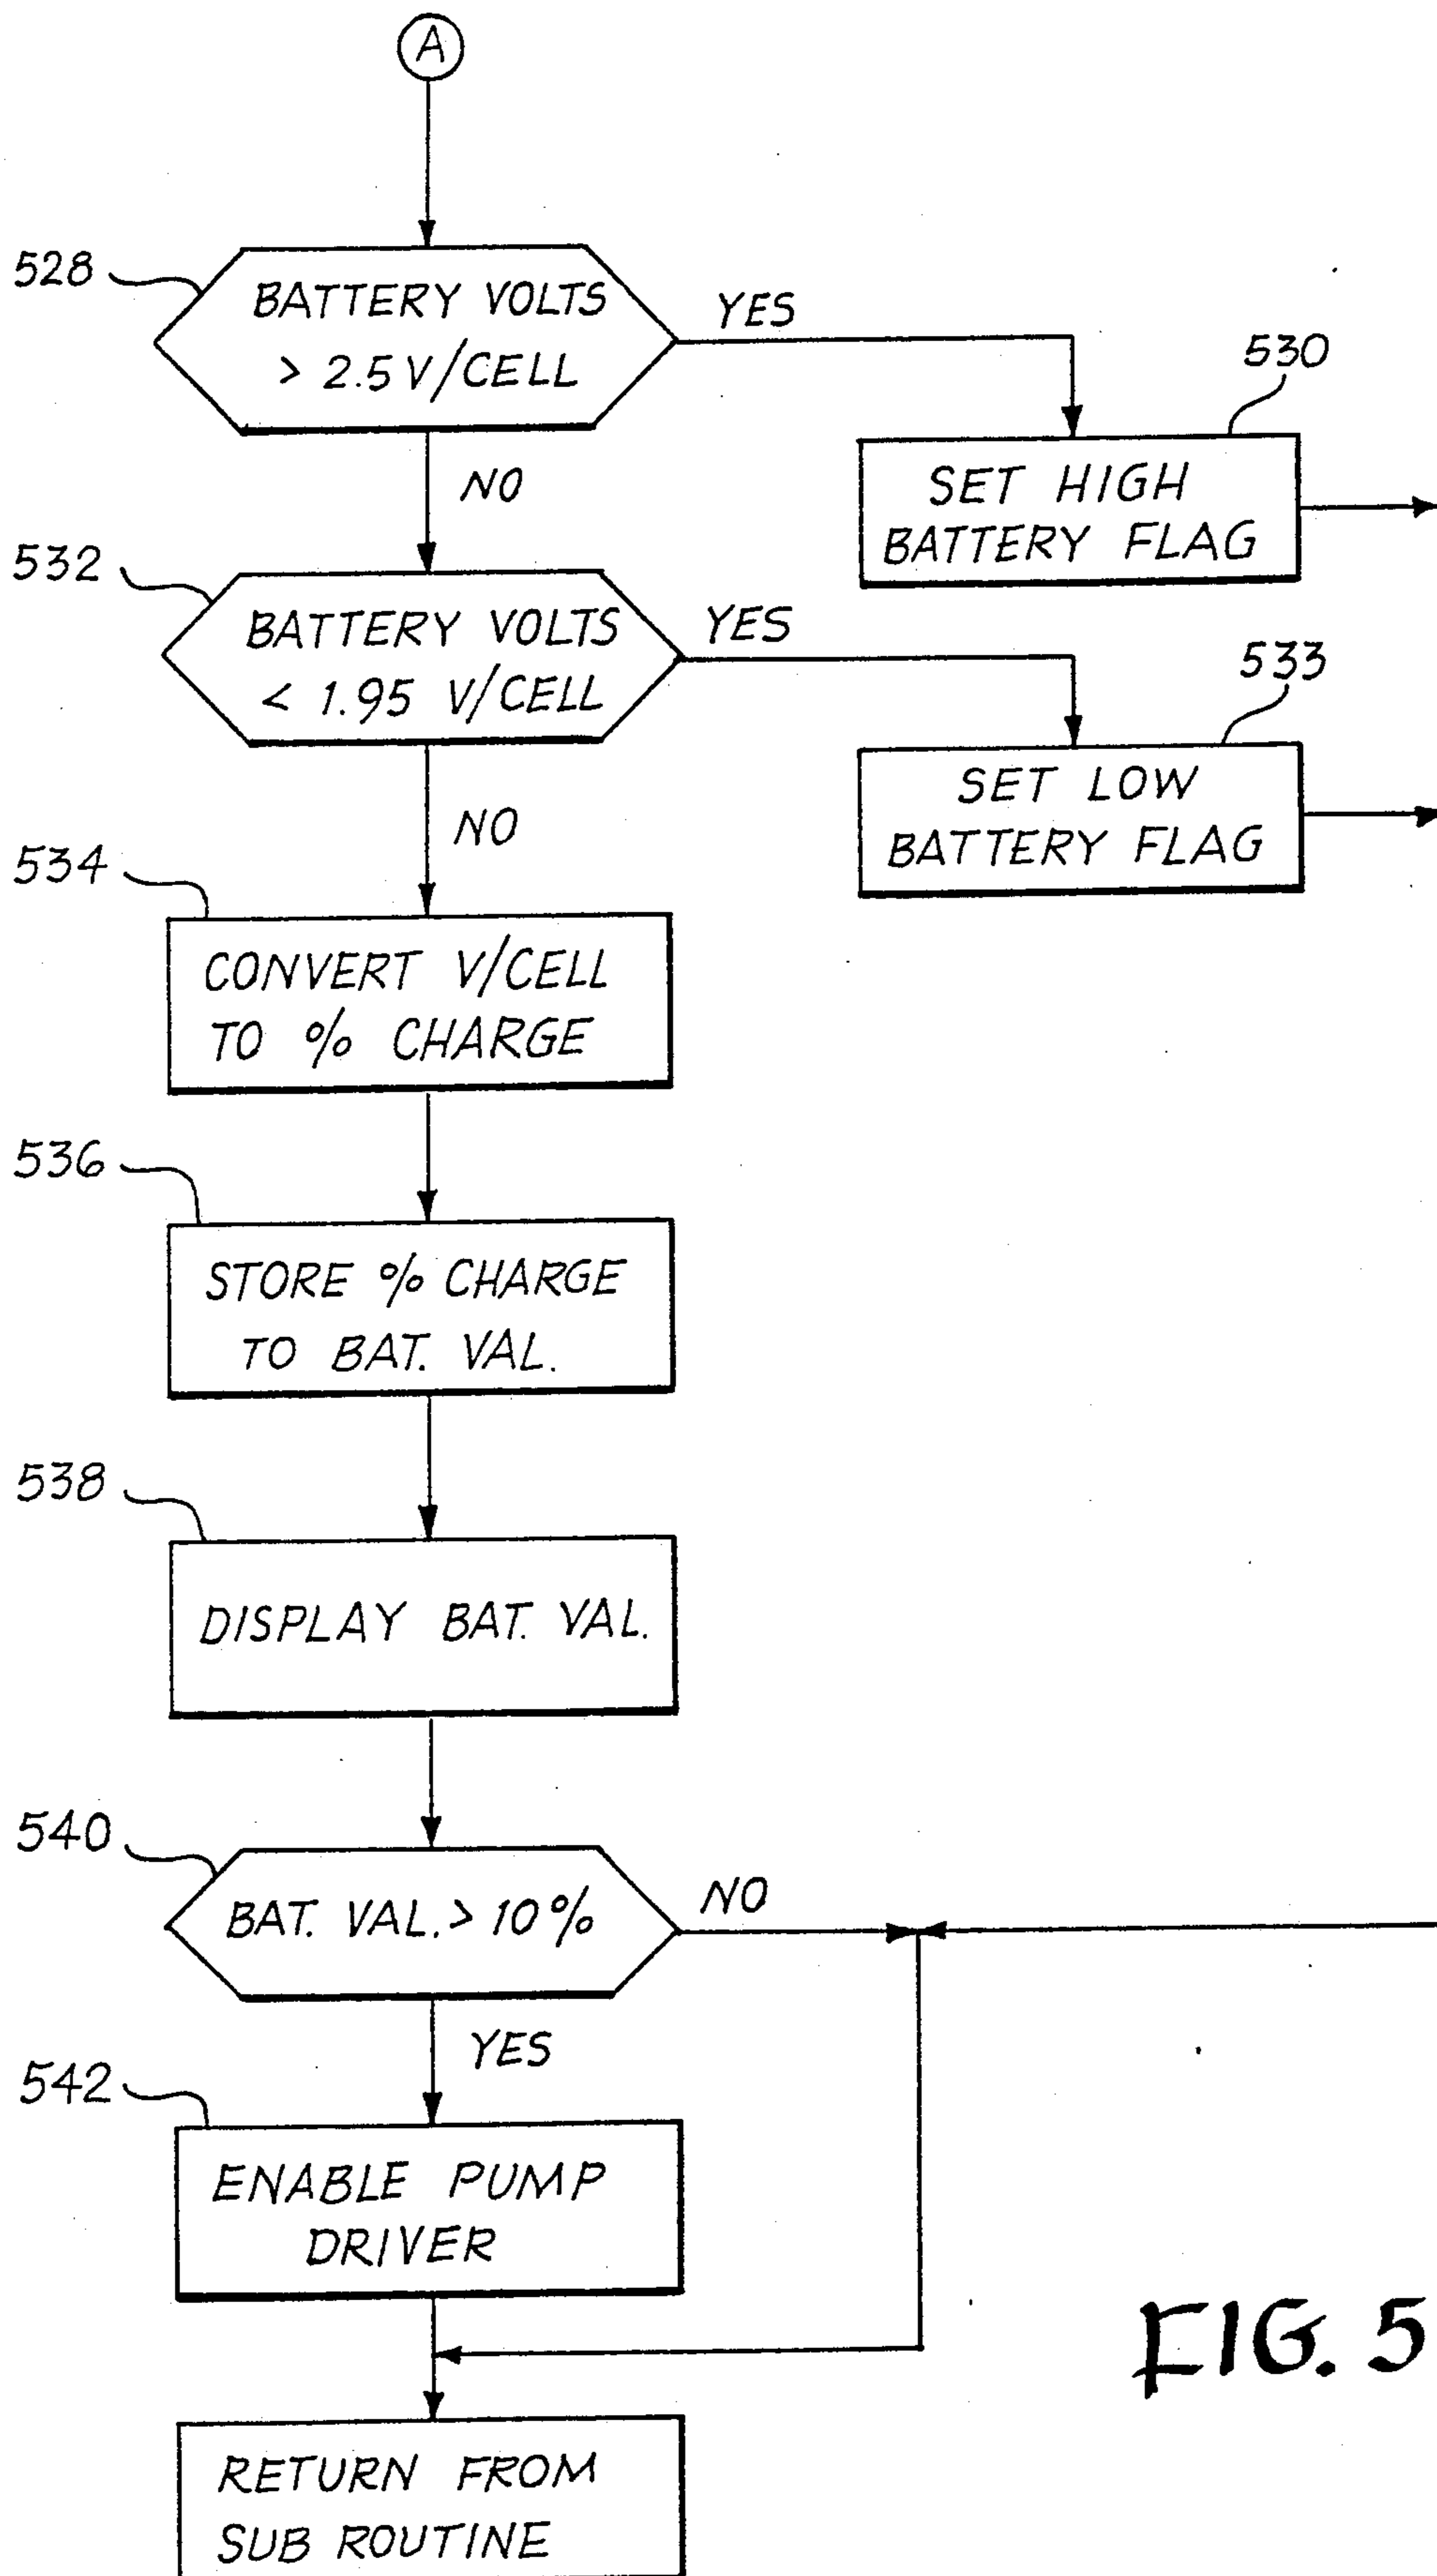 A
528
BATTERY VOLTS
> 2.5 V/CELL
YES
NO
530
SET HIGH
BATTERY FLAG
532
BATTERY VOLTS
< 1.95 V/CELL
YES
NO
533
SET LOW
BATTERY FLAG
534
CONVERT V/CELL
TO % CHARGE
536
STORE % CHARGE
TO BAT. VAL.
538
DISPLAY BAT. VAL.
540
BAT. VAL. > 10%
NO
YES
542
ENABLE PUMP
DRIVER
RETURN FROM
SUB ROUTINE
FIG. 5